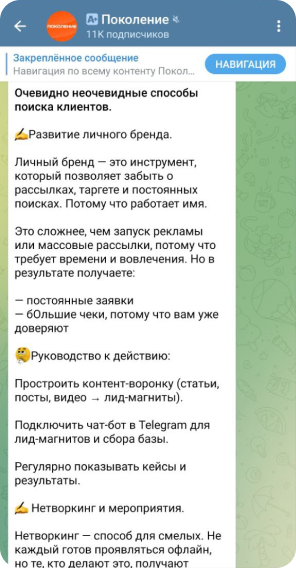 A+ Поколение
11K подписчиков
ПОКОЛЕНИЕ
Закреплённое сообщение
Навигация по всему контенту Покол...
НАВИГАЦИЯ
Очевидно неочевидные способы
поиска клиентов.
✍️Развитие личного бренда.
Личный бренд — это инструмент,
который позволяет забыть о
рассылках, таргете и постоянных
поисках. Потому что работает имя.
Это сложнее, чем запуск рекламы
или массовые рассылки, потому что
требует времени и вовлечения. Но в
результате получаете:
— постоянные заявки
— бОльшие чеки, потому что вам уже
доверяют
🤔Руководство к действию:
Простроить контент-воронку (статьи,
посты, видео → лид-магниты).
Подключить чат-бот в Telegram для
лид-магнитов и сбора базы.
Регулярно показывать кейсы и
результаты.
✍️ Нетворкинг и мероприятия.
Нетворкинг — способ для смелых. Не
каждый готов проявляться офлайн,
но те, кто делают это, получают